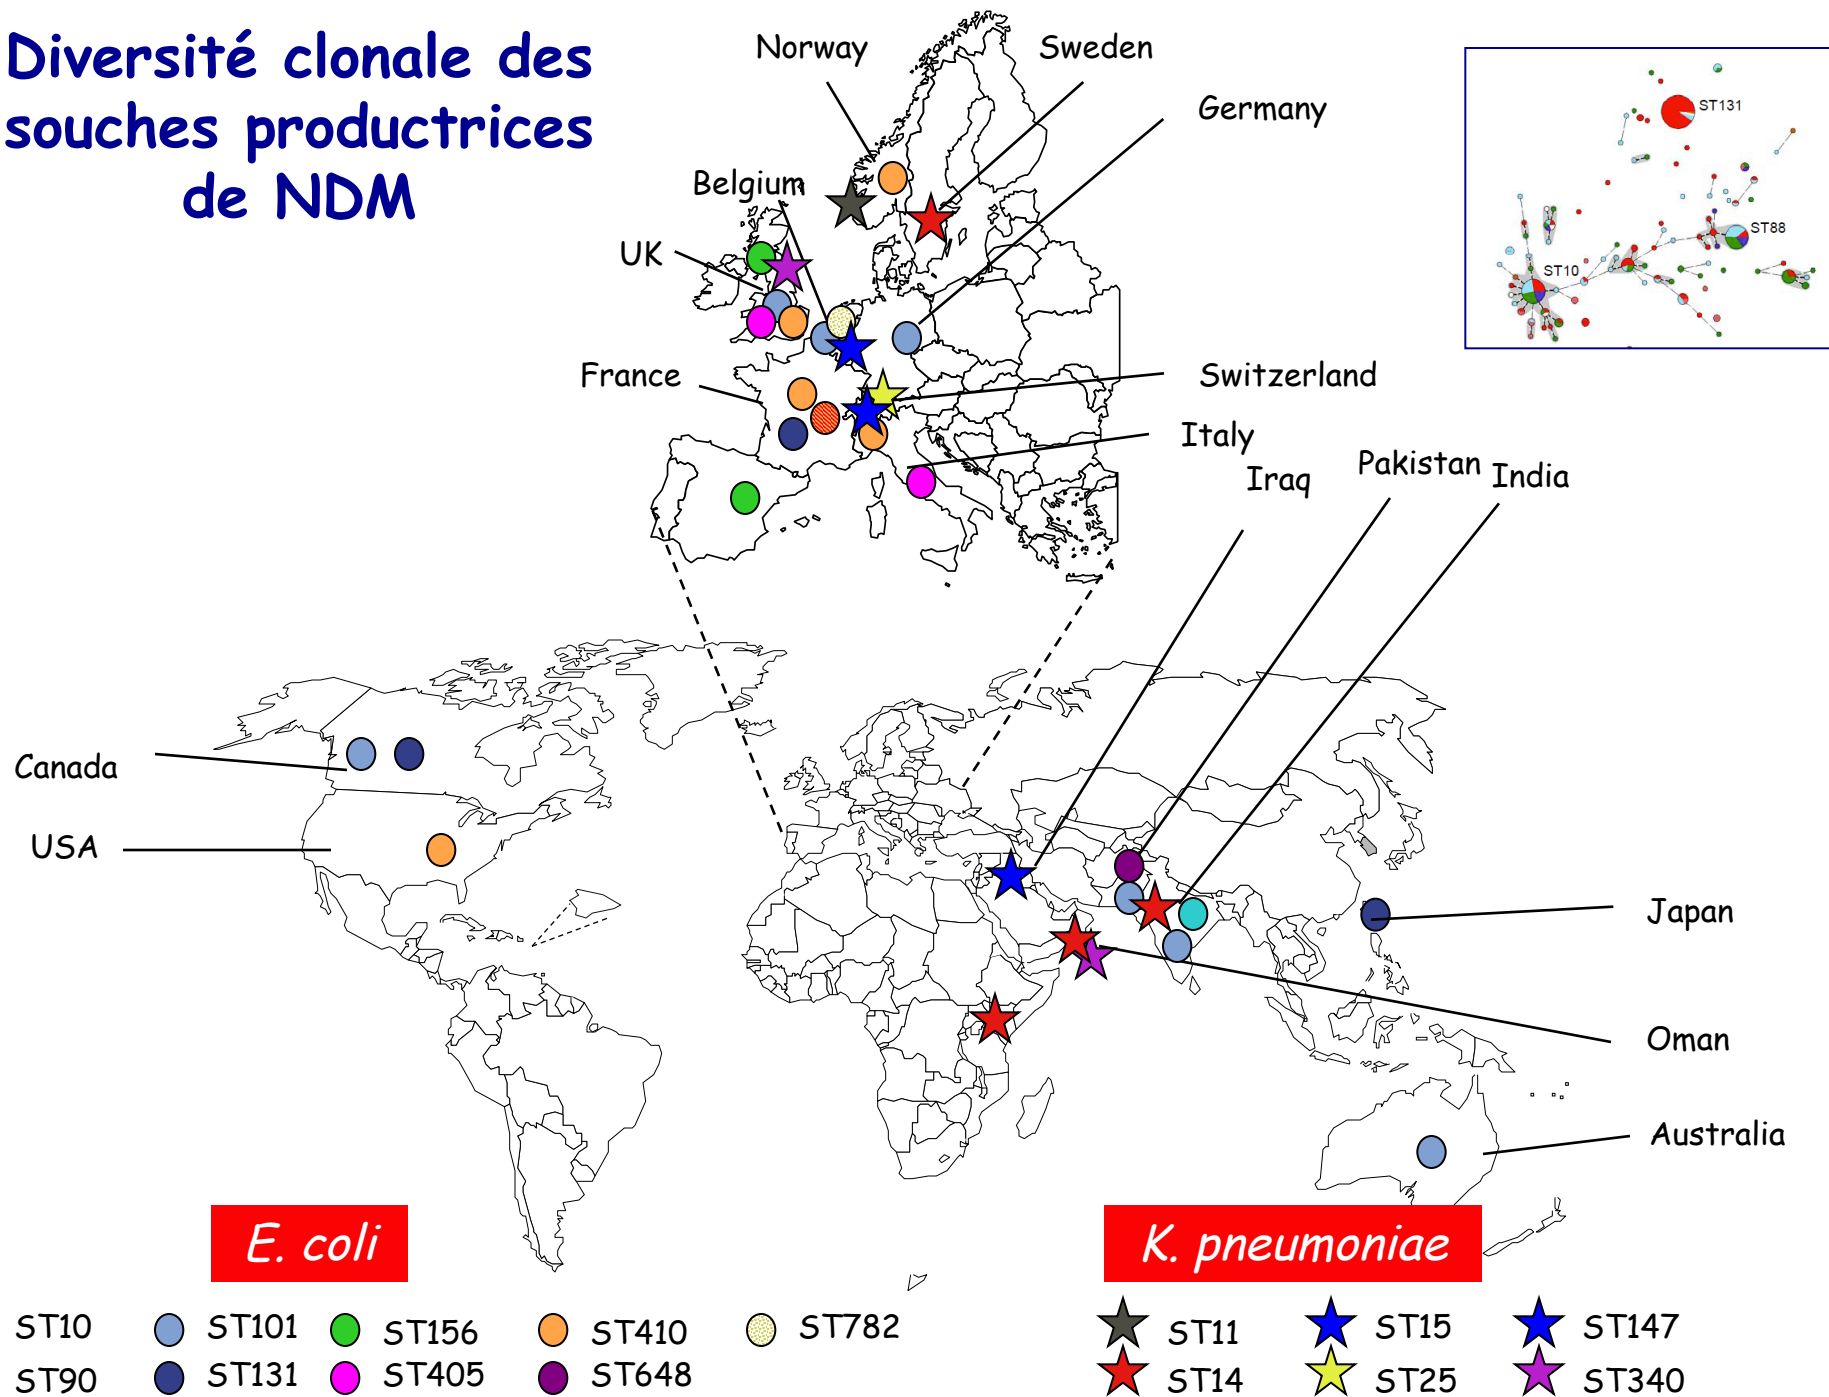 Diversité clonale des
souches productrices
de NDM
Norway
Sweden
Germany
Belgium
UK
France
Switzerland
Italy
Iraq
Pakistan
India
ST131
ST88
ST10
Canada
USA
Japan
Oman
Australia
E. coli
K. pneumoniae
ST10 ST101 ST156 ST410 ST782
ST90 ST131 ST405 ST648
ST11 ST15 ST147
ST14 ST25 ST340